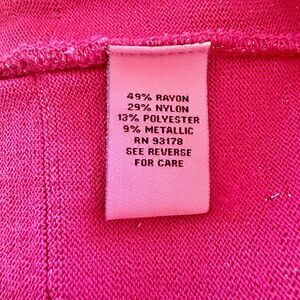 49% RAYON
29% NYLON
13% POLYESTER
9% METALLIC
RN 93178
SEE REVERSE
FOR CARE